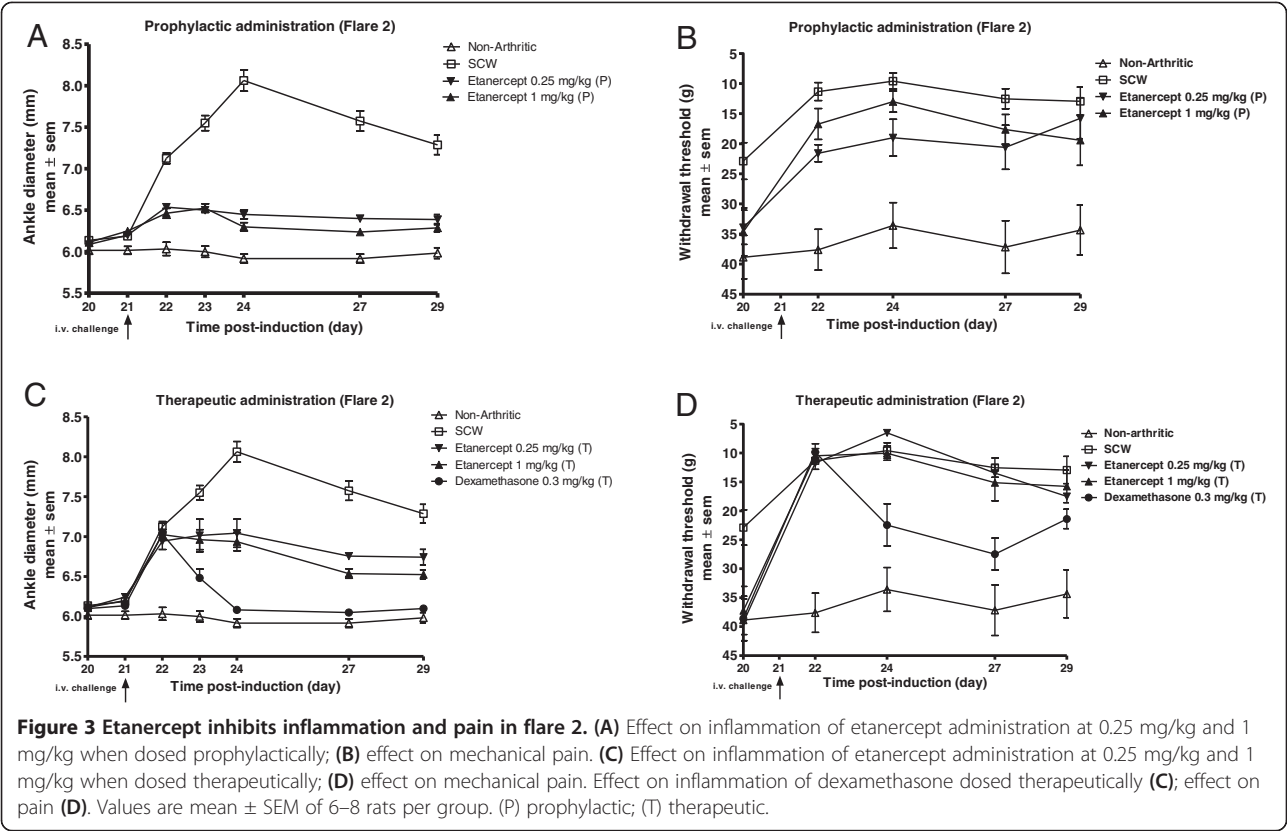 A
Prophylactic administration (Flare 2)
8.5
8.0
7.5
7.0
6.5
6.0
5.5
Ankle diameter (mm)
mean ± sem
20 21 22 23 24 27 29
i.v. challenge
Time post-induction (day)
Non-Arthritic
SCW
Etanercept 0.25 mg/kg (P)
Etanercept 1 mg/kg (P)
B
Prophylactic administration (Flare 2)
5
10
15
20
25
30
35
40
45
Withdrawal threshold (g)
mean ± sem
20 21 22 24 27 29
i.v. challenge
Time post-induction (day)
Non-Arthritic
SCW
Etanercept 0.25 mg/kg (P)
Etanercept 1 mg/kg (P)
C
Therapeutic administration (Flare 2)
8.5
8.0
7.5
7.0
6.5
6.0
5.5
Ankle diameter (mm)
mean ± sem
20 21 22 23 24 27 29
i.v. challenge
Time post-induction (day)
Non-Arthritic
SCW
Etanercept 0.25 mg/kg (T)
Etanercept 1 mg/kg (T)
Dexamethasone 0.3 mg/kg (T)
D
Therapeutic administration (Flare 2)
5
10
15
20
25
30
35
40
45
Withdrawal threshold (g)
mean ± sem
20 21 22 24 27 29
i.v. challenge
Time post-induction (day)
Non-arthritic
SCW
Etanercept 0.25 mg/kg (T)
Etanercept 1 mg/kg (T)
Dexamethasone 0.3 mg/kg (T)
Figure 3 Etanercept inhibits inflammation and pain in flare 2. (A) Effect on inflammation of etanercept administration at 0.25 mg/kg and 1
mg/kg when dosed prophylactically; (B) effect on mechanical pain. (C) Effect on inflammation of etanercept administration at 0.25 mg/kg and 1
mg/kg when dosed therapeutically; (D) effect on mechanical pain. Effect on inflammation of dexamethasone dosed therapeutically (C); effect on
pain (D). Values are mean ± SEM of 6–8 rats per group. (P) prophylactic; (T) therapeutic.